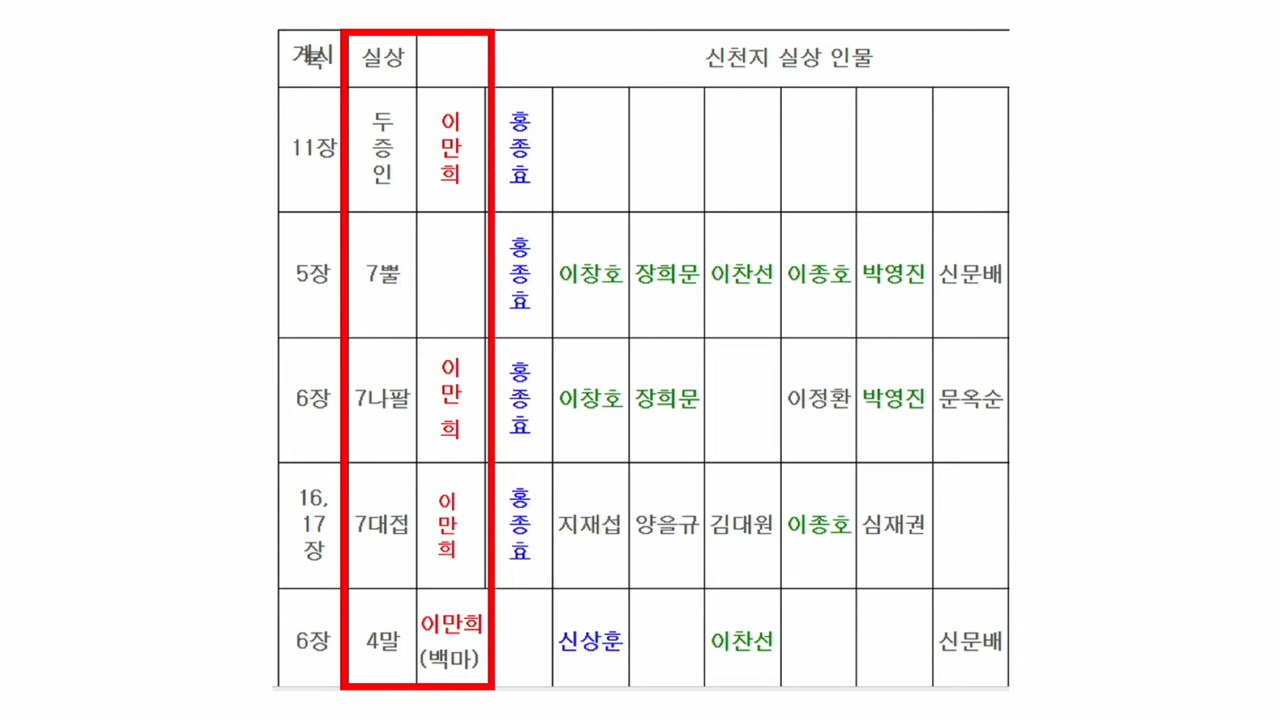 계시록 실상 신천지 실상 인물
11장 두증인 이만희 홍종효
5장 7뿔 홍종효 이창호 장희문 이찬선 이종호 박영진 신문배
6장 7나팔 이만희 홍종효 이창호 장희문 이정환 박영진 문옥순
16, 17장 7대접 이만희 홍종효 지재섭 양을규 김대원 이종호 심재권
6장 4말 이만희 (백마) 신상훈 이찬선 신문배